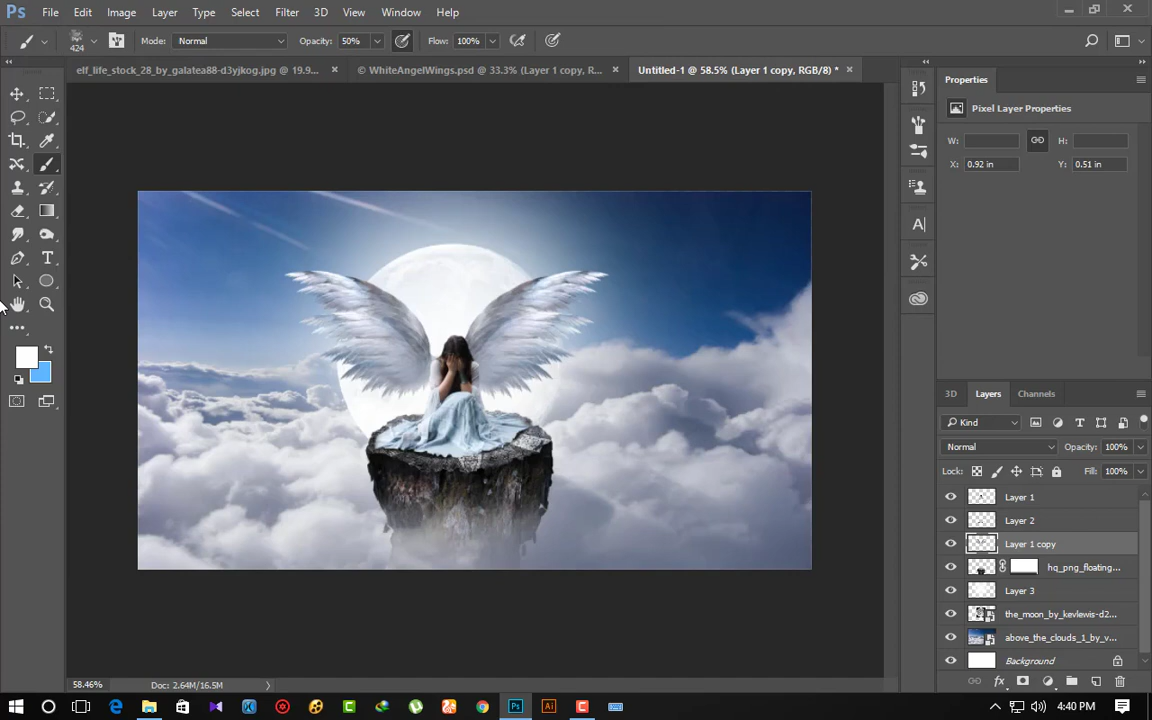 Ps File Edit Image Layer Type Select Filter 3D View Window Help
424 Mode: Normal Opacity: 50% Flow: 100%
elf_life_stock_28_by_galatea88-d3yjkog.jpg @ 19.9... × © WhiteAngelWings.psd @ 33.3% (Layer 1 copy, R... × Untitled-1 @ 58.5% (Layer 1 copy, RGB/8) * ×
Properties
Pixel Layer Properties
W: H:
X: 0.92 in Y: 0.51 in
3D Layers Channels
Kind
Normal Opacity: 100%
Lock: Fill: 100%
Layer 1
Layer 2
Layer 1 copy
hq_png_floating...
Layer 3
the_moon_by_kevlewis-d2...
above_the_clouds_1_by_v...
Background
58.46% Doc: 2.64M/16.5M
4:40 PM